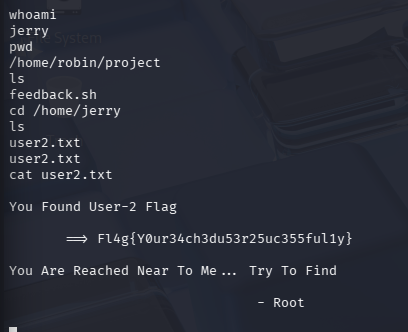 whoami
jerry
pwd
/home/robin/project
ls
feedback.sh
cd /home/jerry
ls
user2.txt
user2.txt
cat user2.txt
You Found User-2 Flag
==> Fl4g{Y0ur34ch3du53r25uc355ful1y}
You Are Reached Near To Me... Try To Find
- Root
System